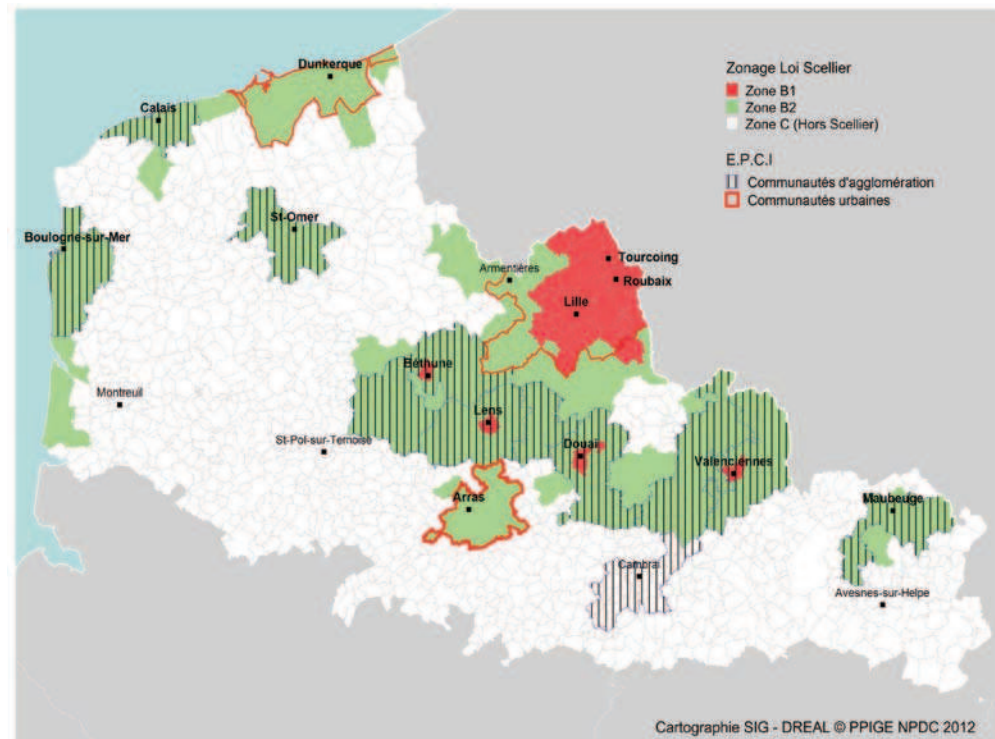 Dunkerque
Calais
Zonage Loi Scellier
Zone B1
Zone B2
Zone C (Hors Scellier)
E.P.C.I
Communautés d'agglomération
Communautés urbaines
St-Omer
Boulogne-sur-Mer
Tourcoing
Armentières
Roubaix
Lille
Béthune
Montreuil
Lens
St-Pol-sur-Ternoise
Douai
Valenciennes
Arras
Maubeuge
Cambrai
Avesnes-sur-Helpe
Cartographie SIG - DREAL © PPIGE NPDC 2012